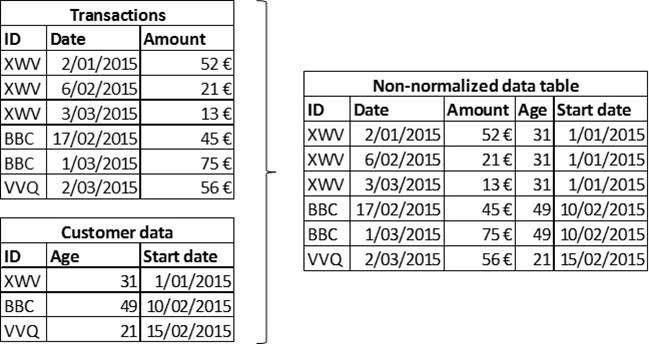 Transactions
ID Date Amount
XWV 2/01/2015 52 €
XWV 6/02/2015 21 €
XWV 3/03/2015 13 €
BBC 17/02/2015 45 €
BBC 1/03/2015 75 €
VVQ 2/03/2015 56 €
Customer data
ID Age Start date
XWV 31 1/01/2015
BBC 49 10/02/2015
VVQ 21 15/02/2015
Non-normalized data table
ID Date Amount Age Start date
XWV 2/01/2015 52 € 31 1/01/2015
XWV 6/02/2015 21 € 31 1/01/2015
XWV 3/03/2015 13 € 31 1/01/2015
BBC 17/02/2015 45 € 49 10/02/2015
BBC 1/03/2015 75 € 49 10/02/2015
VVQ 2/03/2015 56 € 21 15/02/2015